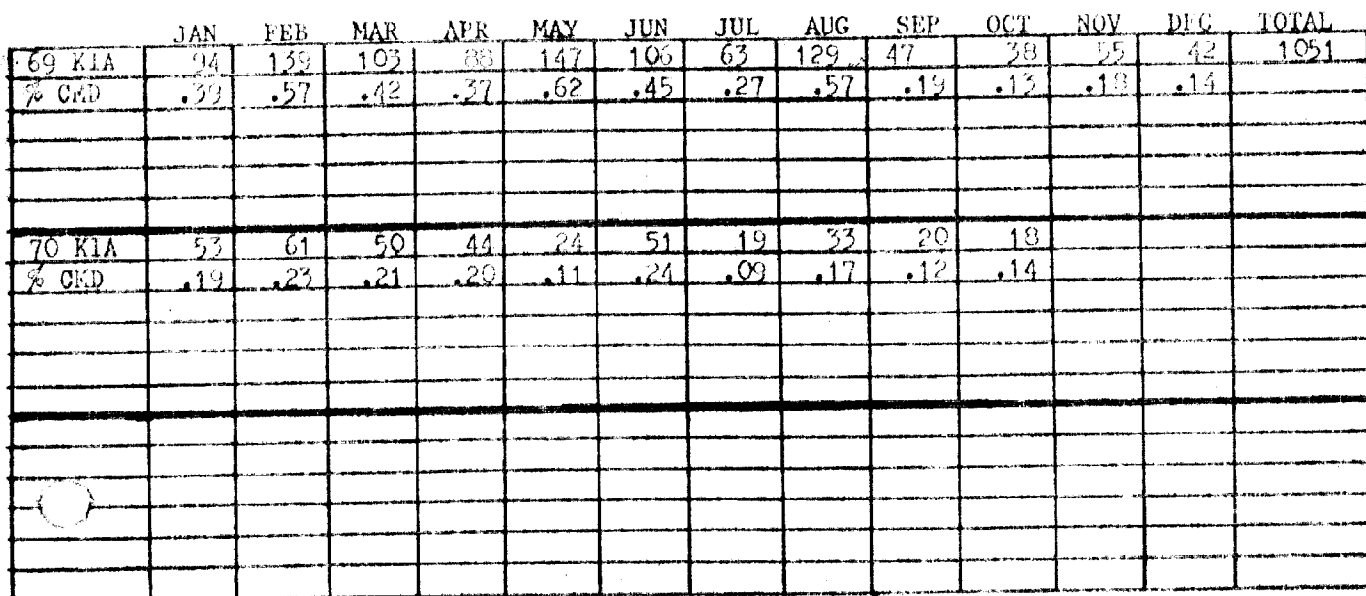 JAN FEB MAR APR MAY JUN JUL AUG SEP OCT NOV DEC TOTAL
69 KIA 94 139 103 88 147 106 63 129 47 38 55 42 1051
% CMD .39 .57 .42 .37 .62 .45 .27 .57 .19 .13 .18 .14
70 KIA 53 61 50 44 24 51 19 33 20 18
% CMD .19 .23 .21 .20 .11 .24 .09 .17 .12 .14